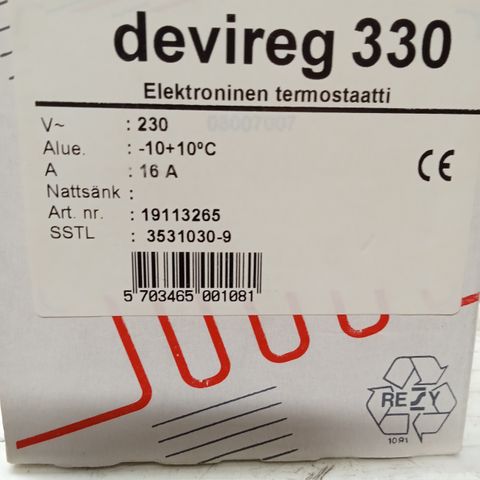 devireg 330
Elektroninen termostaatti
V~ : 230
Alue. : -10+10ºC
A : 16 A
Nattsänk :
Art. nr. : 19113265
SSTL : 3531030-9
CE
5 703465 001081
RESY
1091